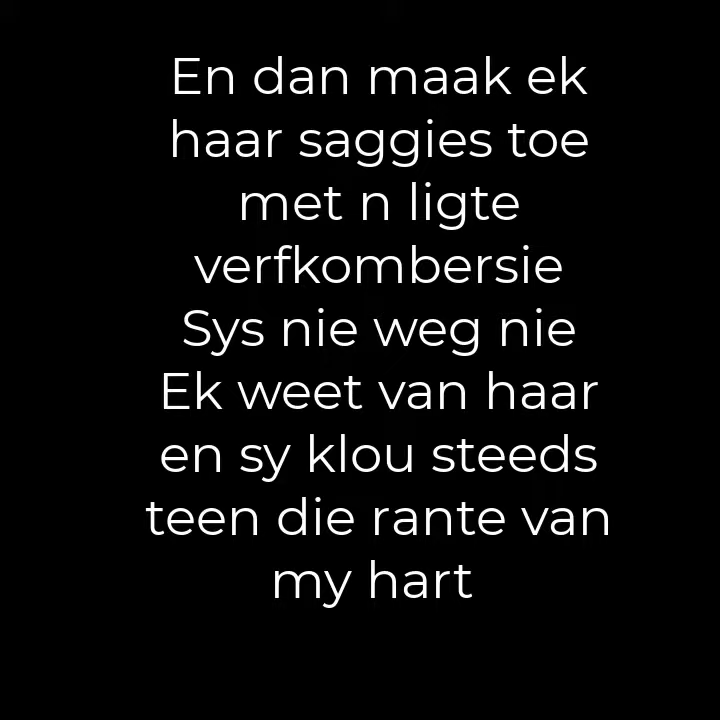 En dan maak ek
haar saggies toe
met n ligte
verfkombersie
Sys nie weg nie
Ek weet van haar
en sy klou steeds
teen die rante van
my hart